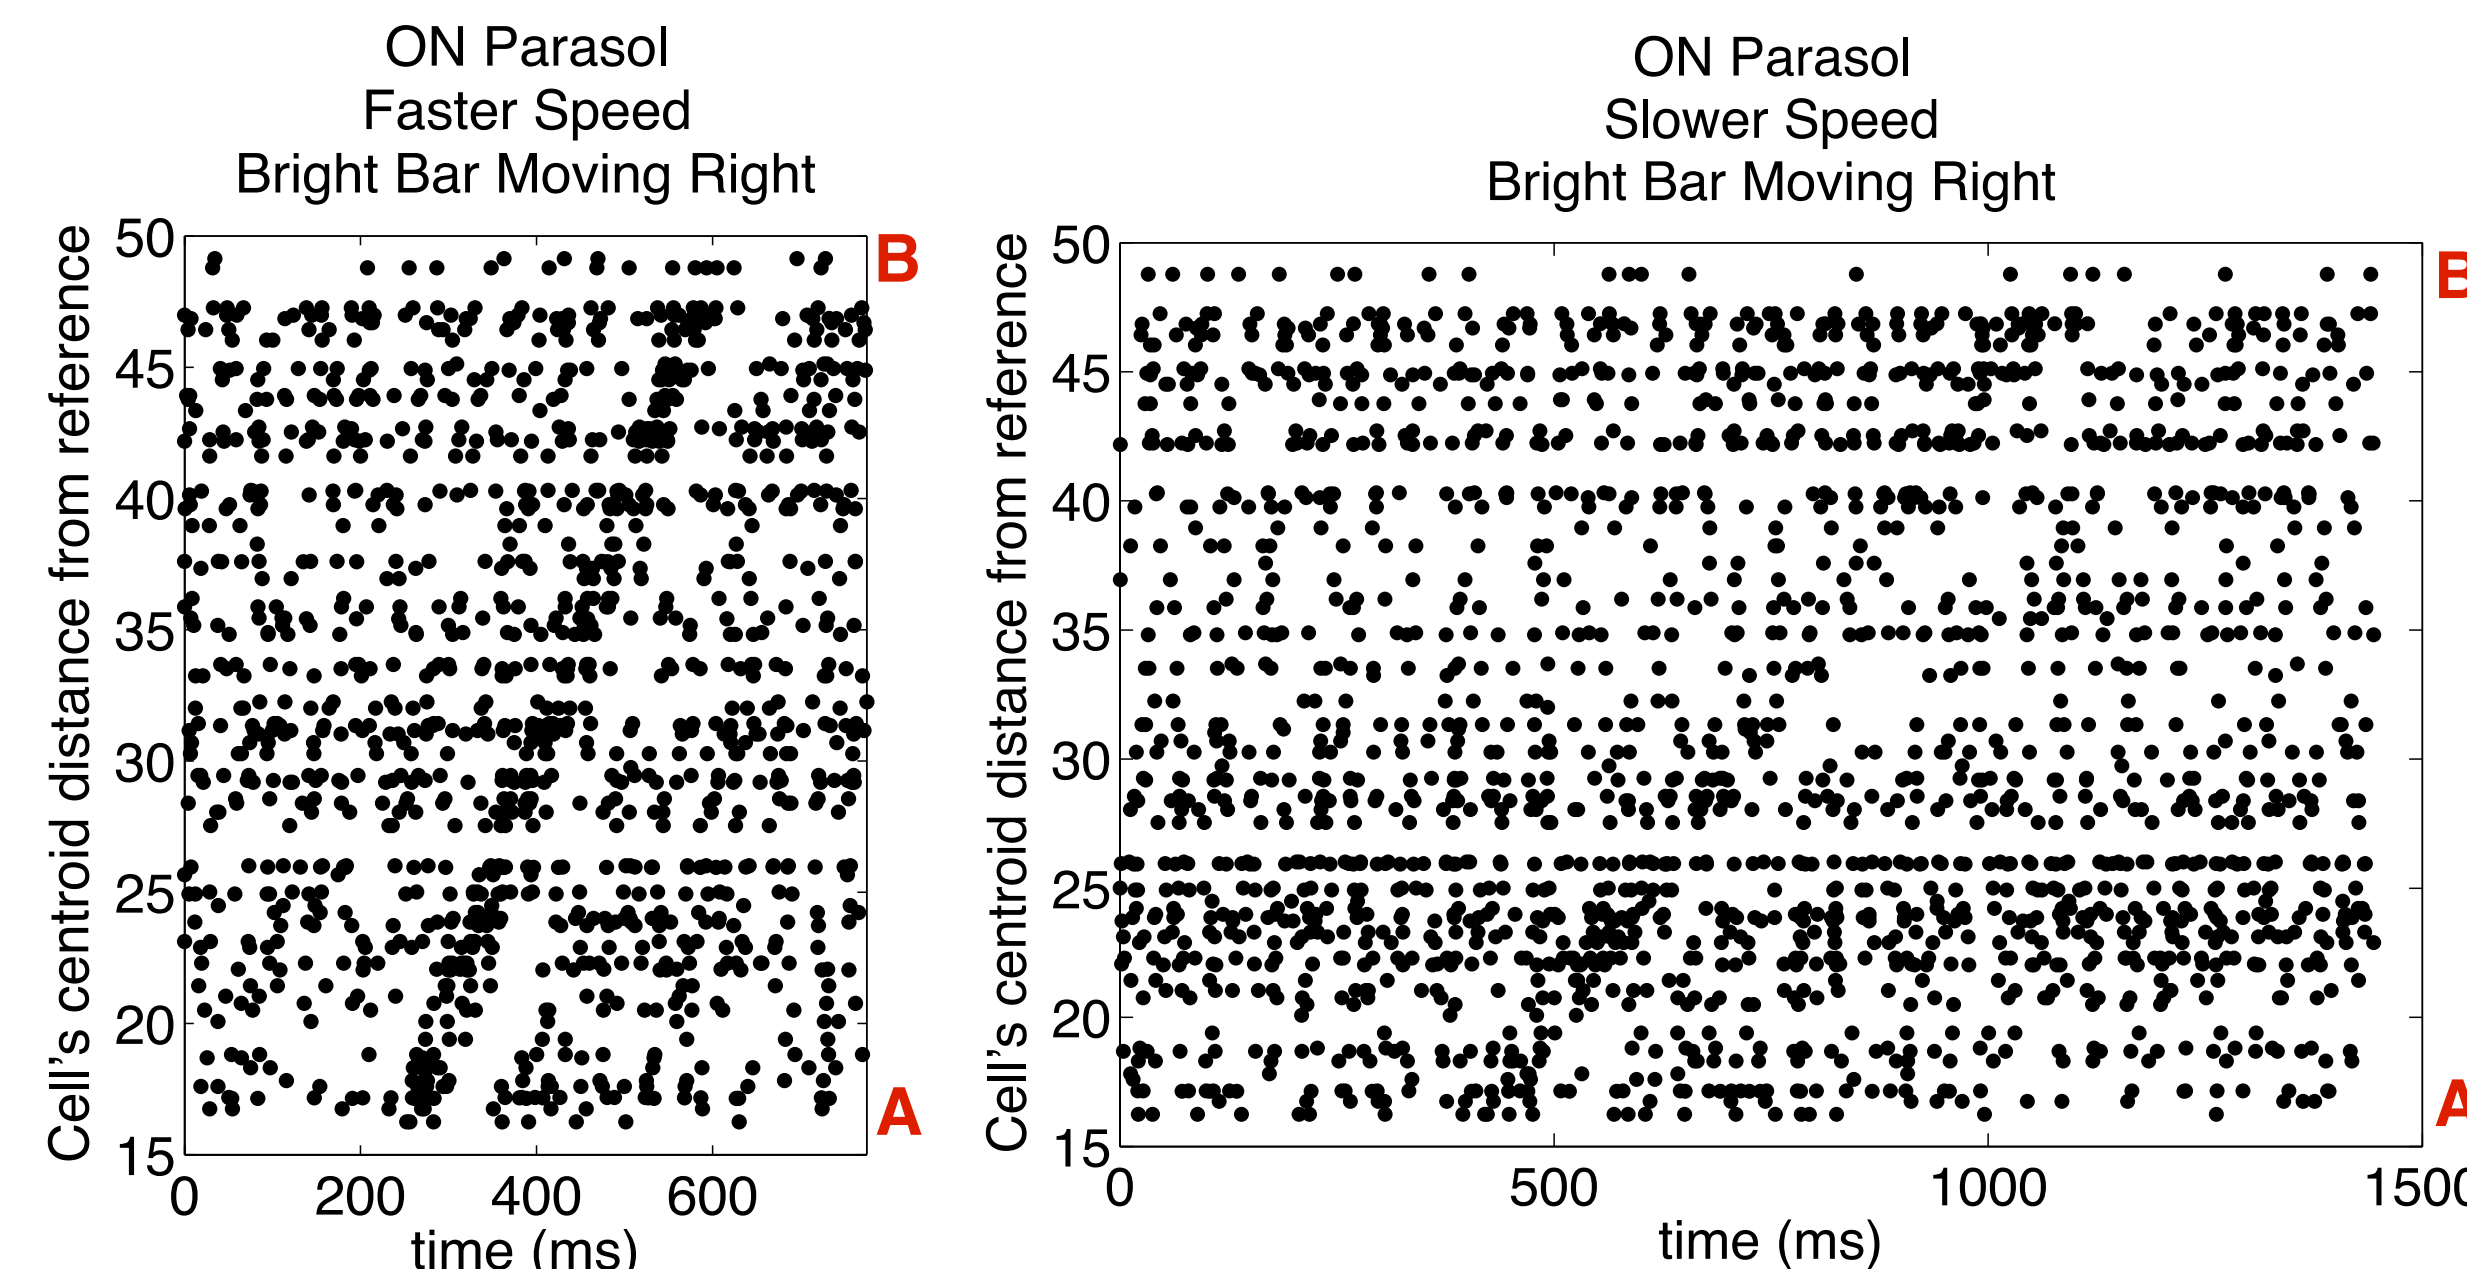 ON Parasol
Faster Speed
Bright Bar Moving Right
ON Parasol
Slower Speed
Bright Bar Moving Right
Cell's centroid distance from reference
50
45
40
35
30
25
20
15
B
A
0 200 400 600
time (ms)
Cell's centroid distance from reference
50
45
40
35
30
25
20
15
B
A
0 500 1000 1500
time (ms)